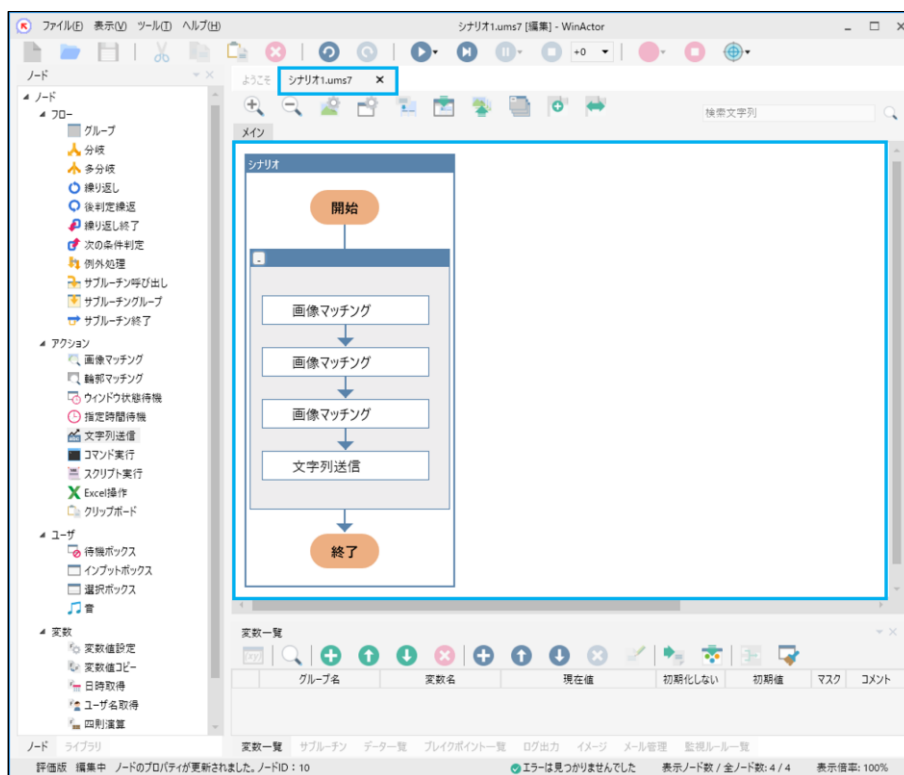 ファイル(F) 表示(V) ツール(T) ヘルプ(H)
シナリオ1.ums7 [編集] - WinActor
+0
ノード
ようこそ シナリオ1.ums7
検索文字列
メイン
ノード
フロー
グループ
分岐
多分岐
繰り返し
後判定繰返
繰り返し終了
次の条件判定
例外処理
サブルーチン呼び出し
サブルーチングループ
サブルーチン終了
アクション
画像マッチング
輪郭マッチング
ウィンドウ状態待機
指定時間待機
文字列送信
コマンド実行
スクリプト実行
Excel操作
クリップボード
ユーザ
待機ボックス
インプットボックス
選択ボックス
音
変数
変数値設定
変数値コピー
日時取得
ユーザ名取得
四則演算
ノード ライブラリ
シナリオ
開始
画像マッチング
画像マッチング
画像マッチング
文字列送信
終了
変数一覧
グループ名 変数名 現在値 初期化しない 初期値 マスク コメント
変数一覧 サブルーチン データ一覧 ブレイクポイント一覧 ログ出力 イメージ メール管理 監視ルール一覧
評価版 編集中 ノードのプロパティが更新されました。ノードID:10
エラーは見つかりませんでした 表示ノード数 / 全ノード数: 4 / 4 表示倍率: 100%